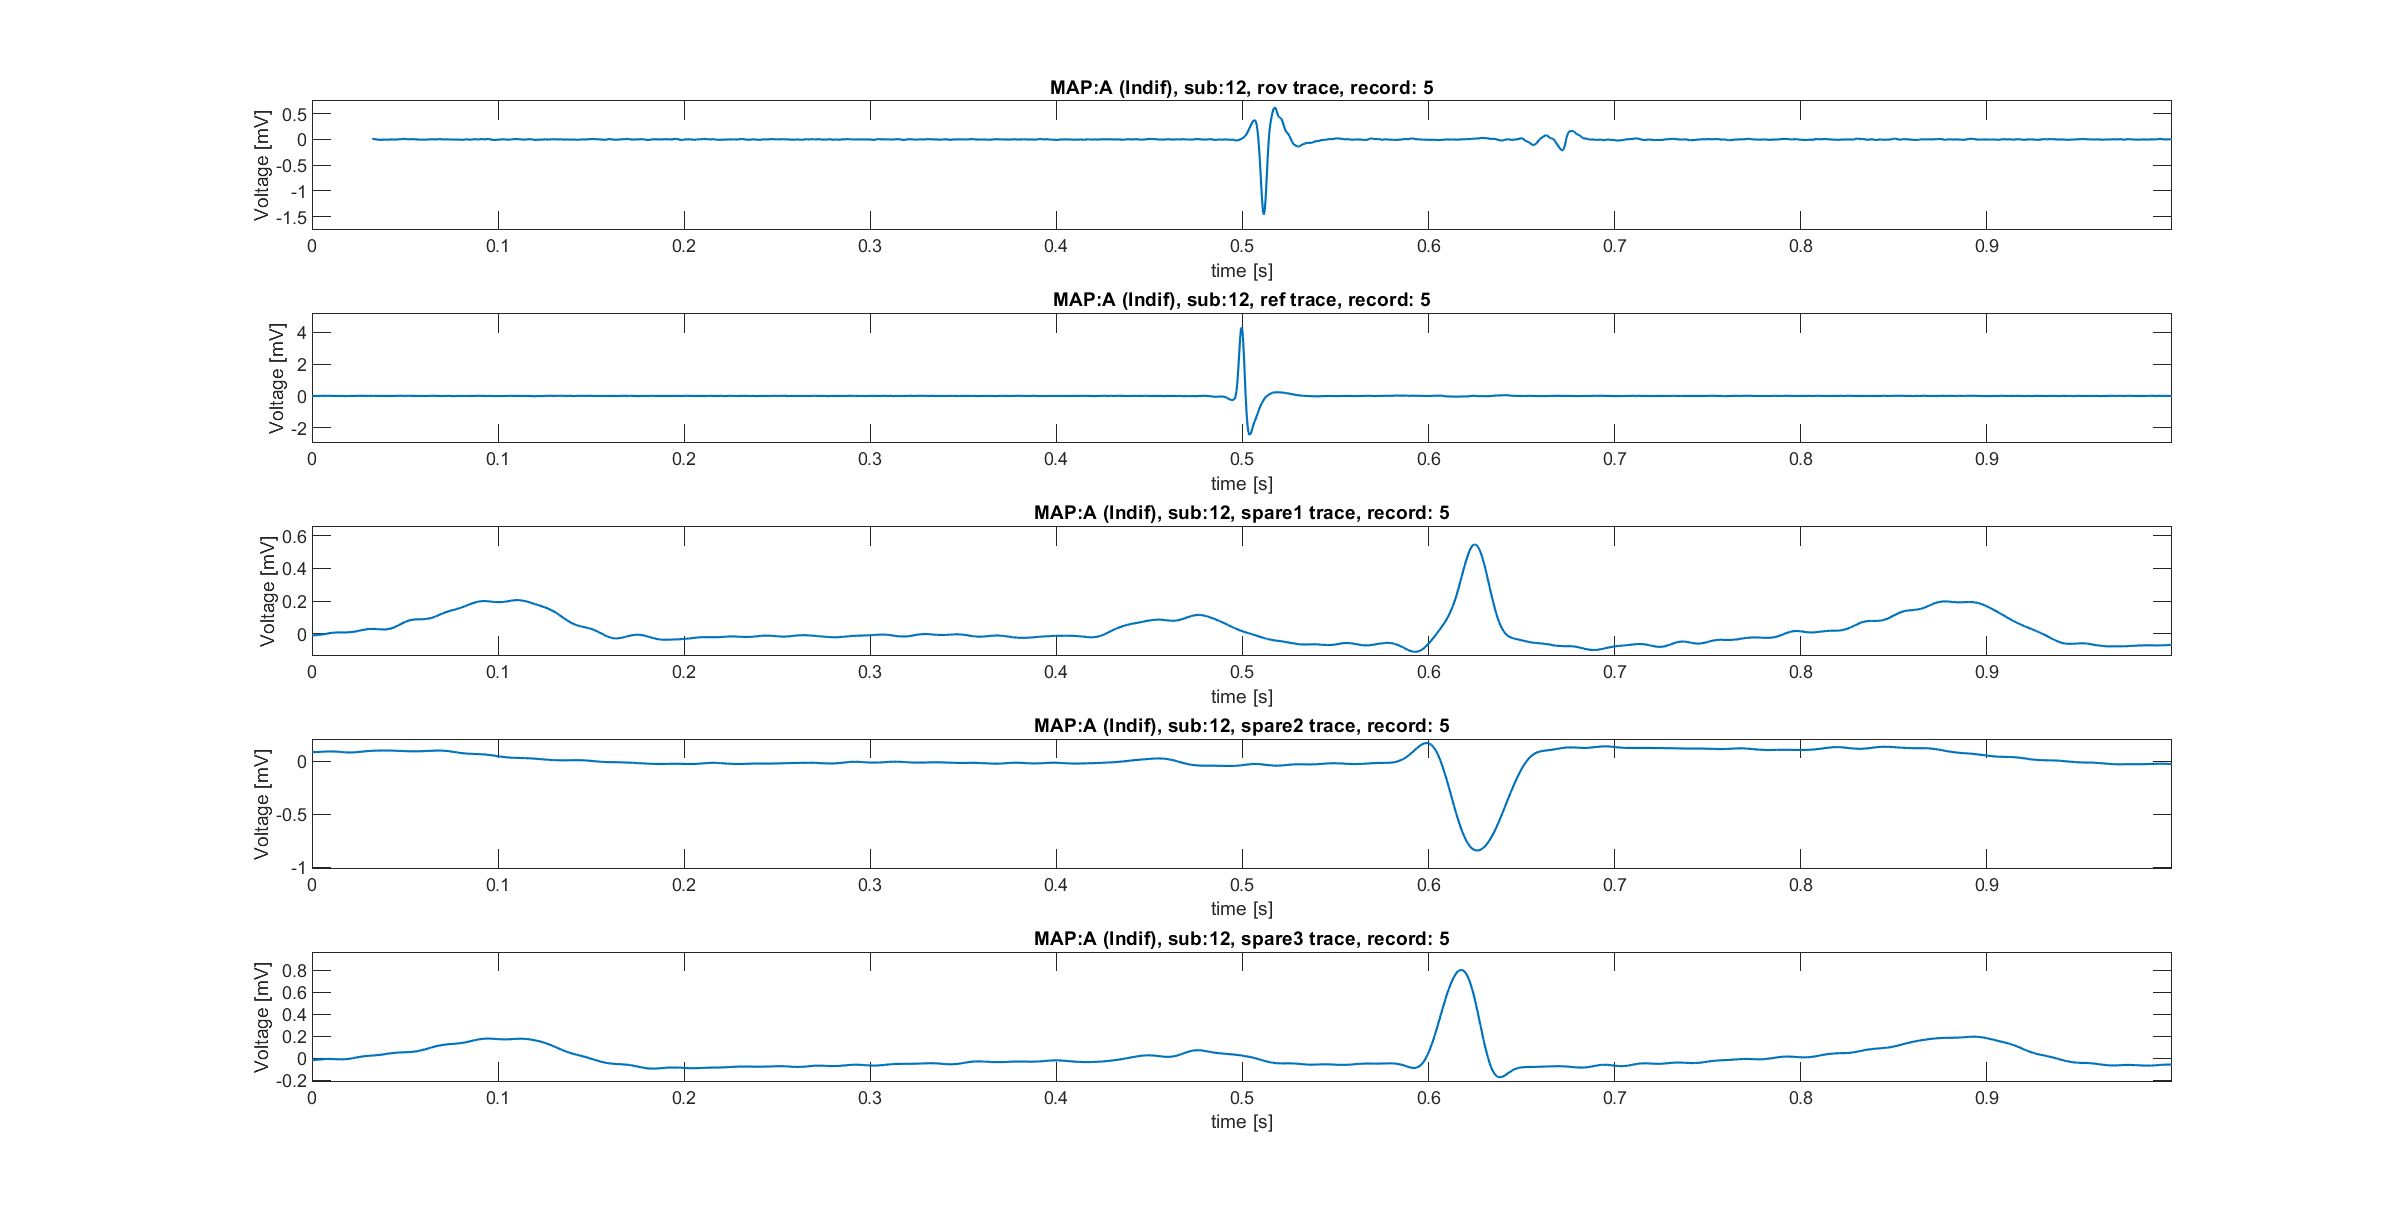 MAP:A (Indif), sub:12, rov trace, record: 5
Voltage [mV]
0.5
0
-0.5
-1
-1.5
0 0.1 0.2 0.3 0.4 0.5 0.6 0.7 0.8 0.9
time [s]
MAP:A (Indif), sub:12, ref trace, record: 5
Voltage [mV]
4
2
0
-2
0 0.1 0.2 0.3 0.4 0.5 0.6 0.7 0.8 0.9
time [s]
MAP:A (Indif), sub:12, spare1 trace, record: 5
Voltage [mV]
0.6
0.4
0.2
0
0 0.1 0.2 0.3 0.4 0.5 0.6 0.7 0.8 0.9
time [s]
MAP:A (Indif), sub:12, spare2 trace, record: 5
Voltage [mV]
0
-0.5
-1
0 0.1 0.2 0.3 0.4 0.5 0.6 0.7 0.8 0.9
time [s]
MAP:A (Indif), sub:12, spare3 trace, record: 5
Voltage [mV]
0.8
0.6
0.4
0.2
0
-0.2
0 0.1 0.2 0.3 0.4 0.5 0.6 0.7 0.8 0.9
time [s]